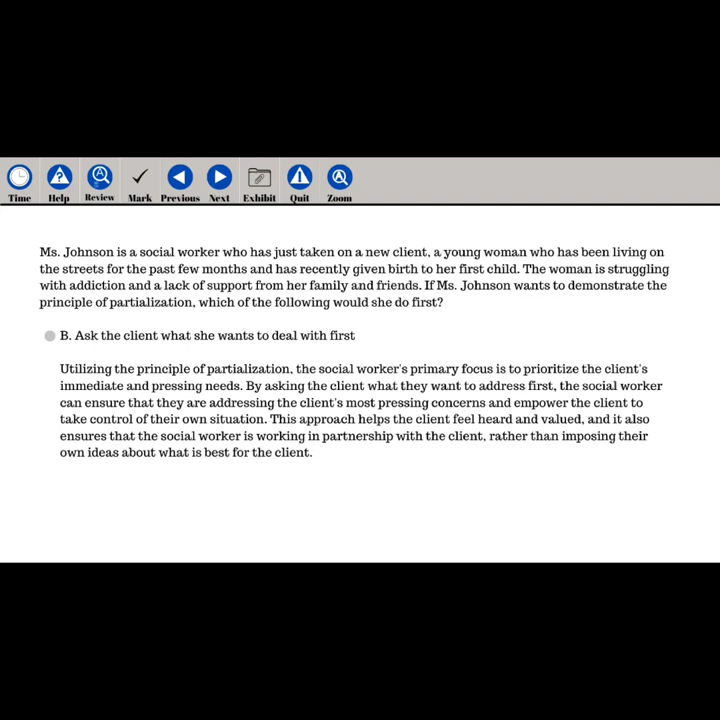 Time Help Review Mark Previous Next Exhibit Quit Zoom
Ms. Johnson is a social worker who has just taken on a new client, a young woman who has been living on
the streets for the past few months and has recently given birth to her first child. The woman is struggling
with addiction and a lack of support from her family and friends. If Ms. Johnson wants to demonstrate the
principle of partialization, which of the following would she do first?
B. Ask the client what she wants to deal with first
Utilizing the principle of partialization, the social worker's primary focus is to prioritize the client's
immediate and pressing needs. By asking the client what they want to address first, the social worker
can ensure that they are addressing the client's most pressing concerns and empower the client to
take control of their own situation. This approach helps the client feel heard and valued, and it also
ensures that the social worker is working in partnership with the client, rather than imposing their
own ideas about what is best for the client.